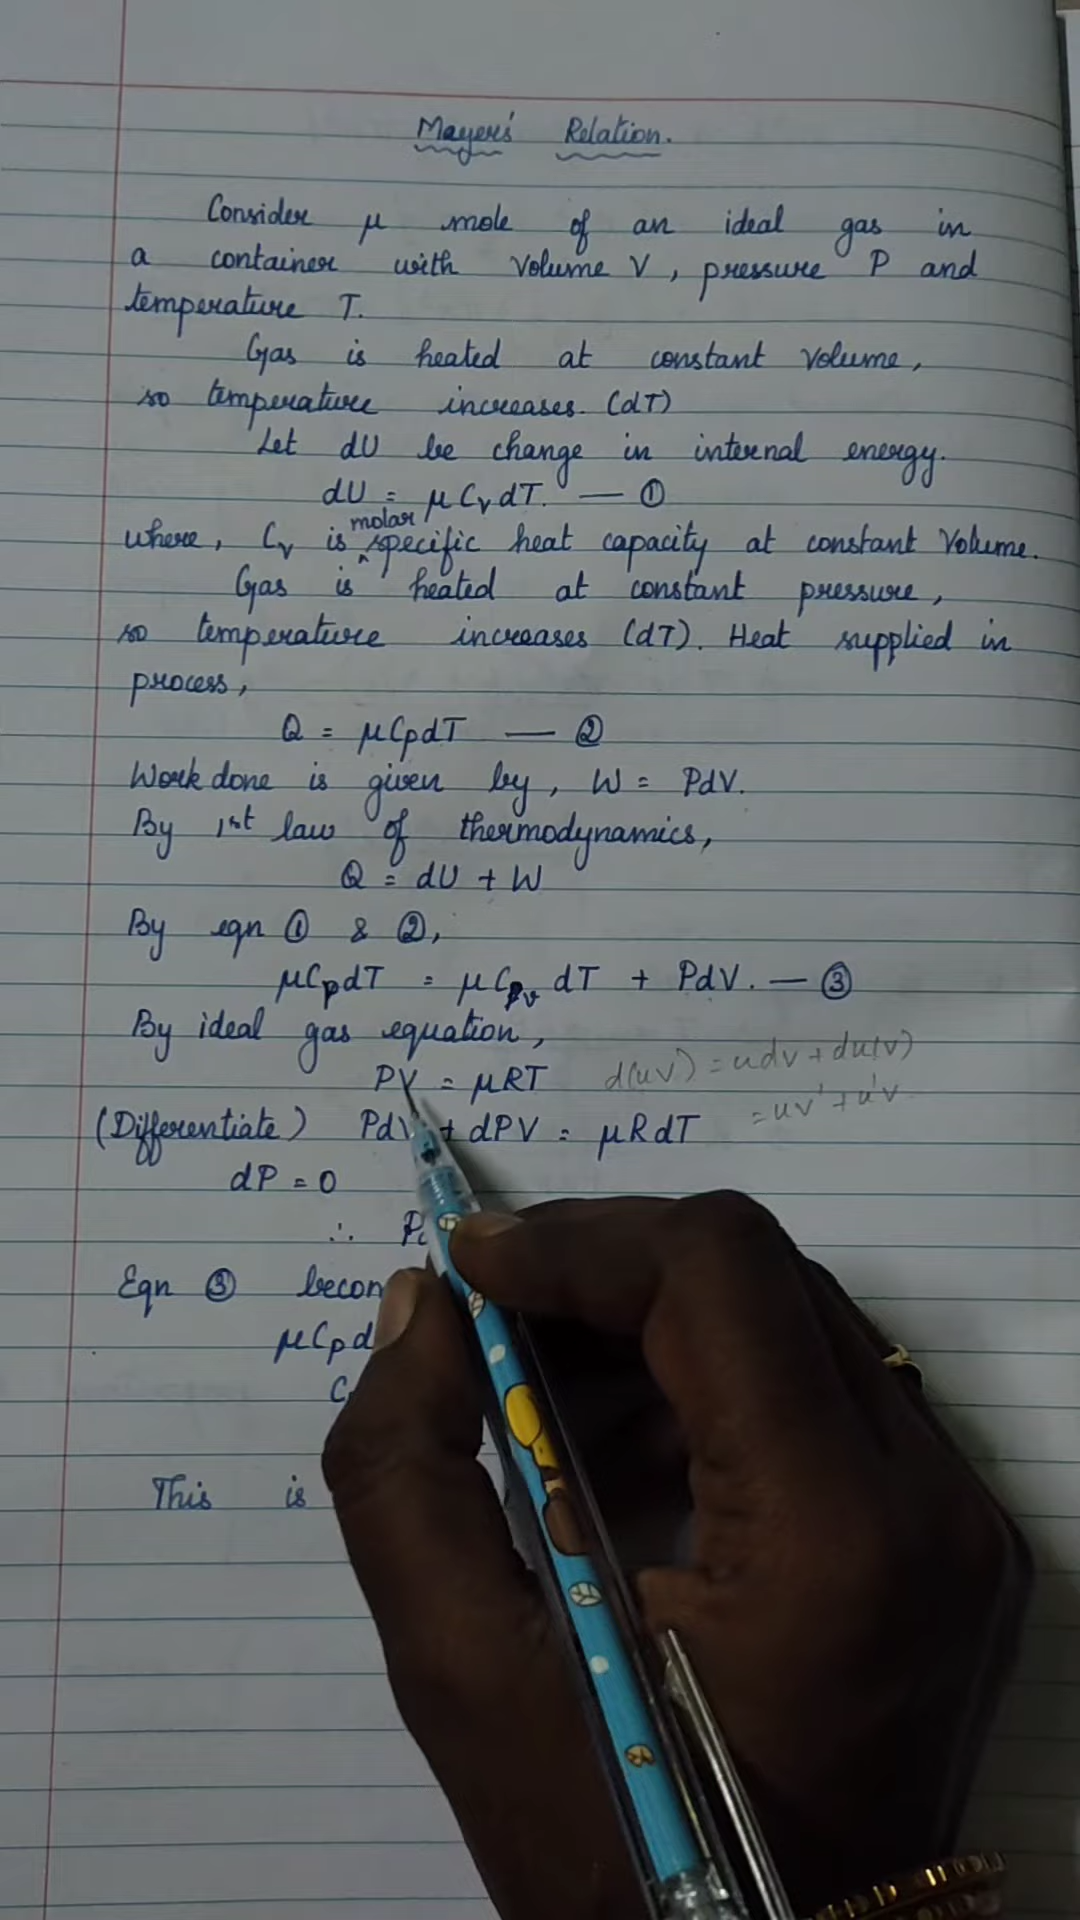 Mayer's Relation.
Consider μ mole of an ideal gas in
a container with volume V, pressure P and
temperature T.
Gas is heated at constant volume,
so temperature increases. (dT)
Let dU be change in internal energy.
dU = μCvdT. — ①
where, Cv is molar specific heat capacity at constant Volume.
Gas is heated at constant pressure,
so temperature increases (dT). Heat supplied in
process,
Q = μCpdT — ②
Work done is given by, W = PdV.
By 1st law of thermodynamics,
Q = dU + W
By eqn ① & ②,
μCpdT = μCv dT + PdV. — ③
By ideal gas equation,
PV = μRT d(uv) = udv + du(v)
= uv' + u'v
(Differentiate) PdV + dPV = μRdT
dP = 0
∴
Eqn ③
μCpd
This is